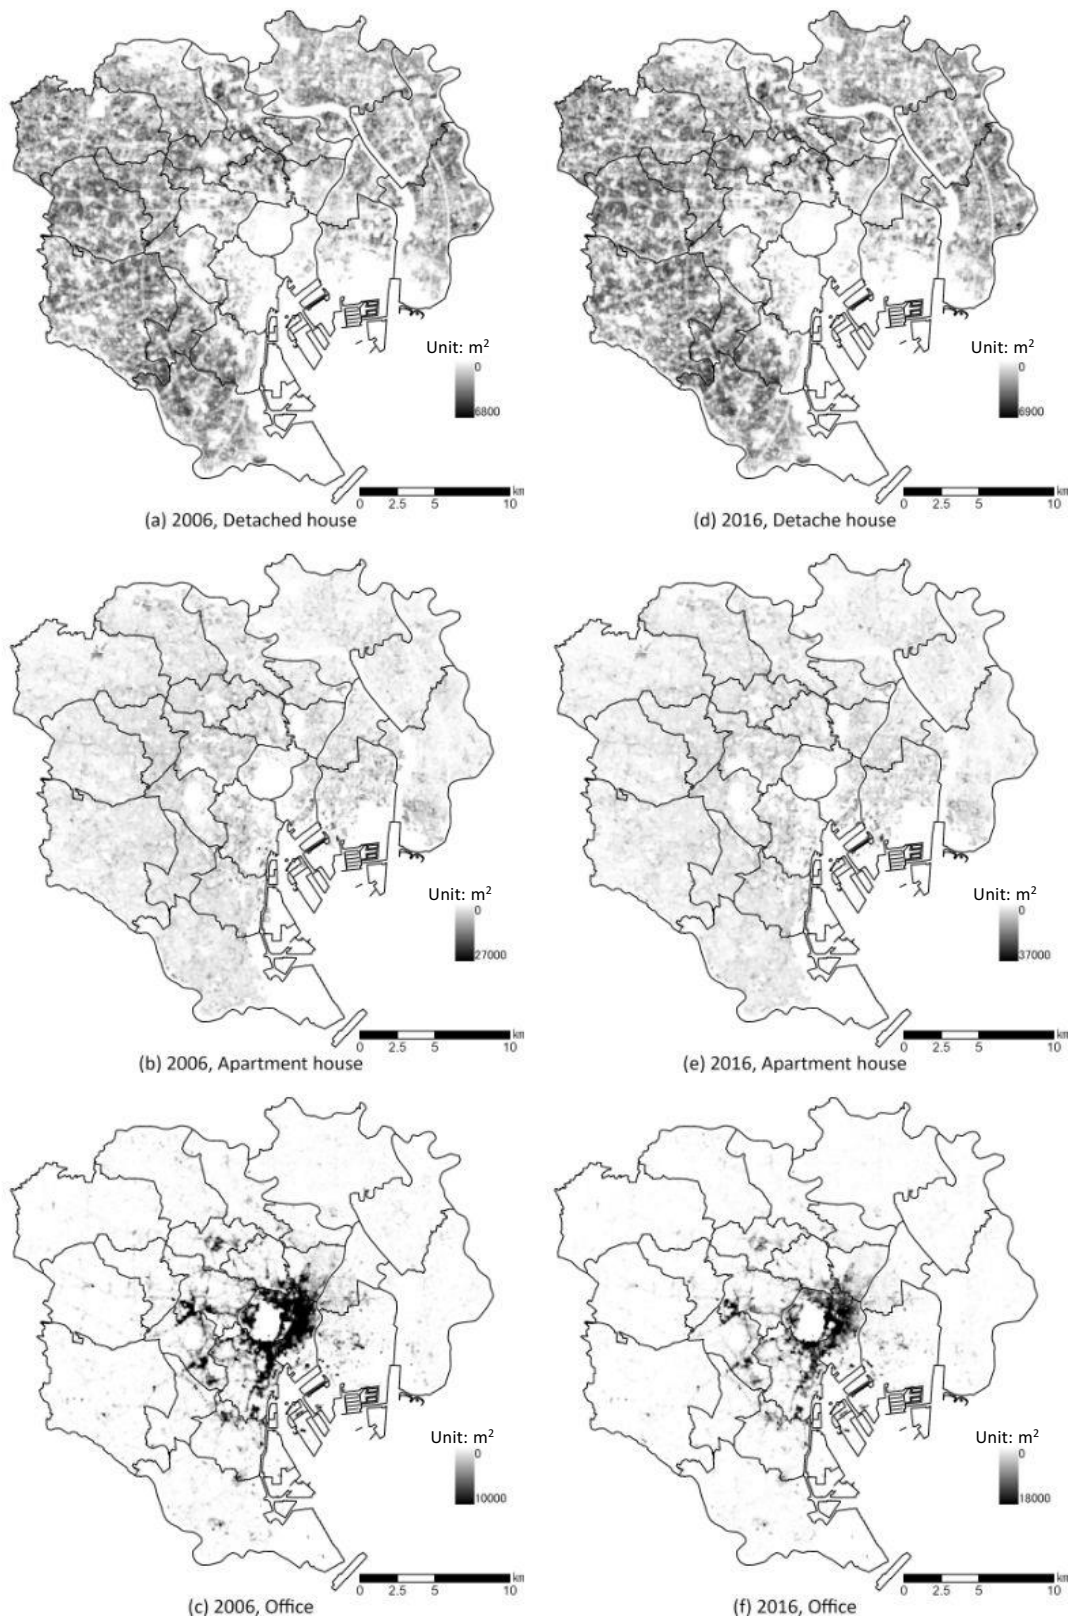 Unit: m²
0
6800
km
0 2.5 5 10
(a) 2006, Detached house
Unit: m²
0
6900
km
0 2.5 5 10
(d) 2016, Detache house
Unit: m²
0
27000
km
0 2.5 5 10
(b) 2006, Apartment house
Unit: m²
0
37000
km
0 2.5 5 10
(e) 2016, Apartment house
Unit: m²
0
10000
km
0 2.5 5 10
(c) 2006, Office
Unit: m²
0
18000
km
0 2.5 5 10
(f) 2016, Office